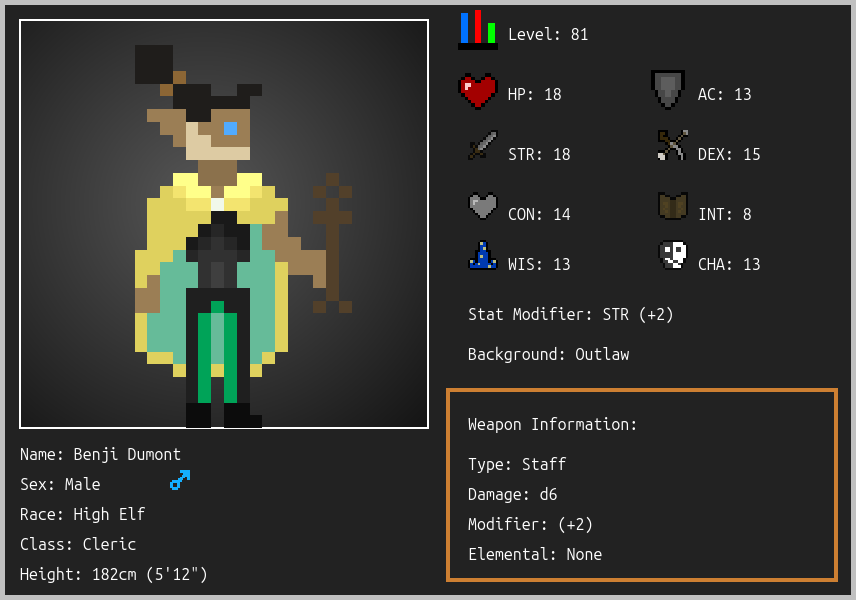 Level: 81
HP: 18
AC: 13
STR: 18
DEX: 15
CON: 14
INT: 8
WIS: 13
CHA: 13
Stat Modifier: STR (+2)
Background: Outlaw
Weapon Information:
Type: Staff
Damage: d6
Modifier: (+2)
Elemental: None
Name: Benji Dumont
Sex: Male
Race: High Elf
Class: Cleric
Height: 182cm (5'12")